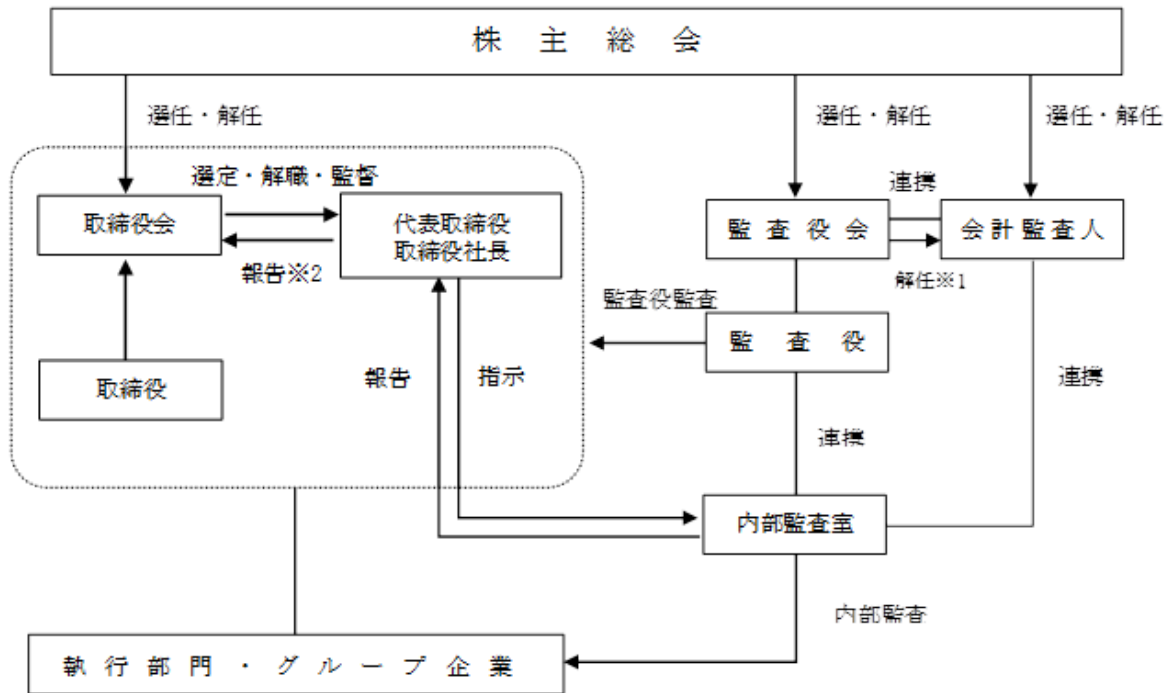 株主総会
選任・解任
選任・解任
選任・解任
選定・解職・監督
連携
取締役会
代表取締役
取締役社長
監査役会
会計監査人
報告※2
解任※1
監査役監査
監査役
取締役
報告
指示
連携
連携
内部監査室
内部監査
執行部門・グループ企業